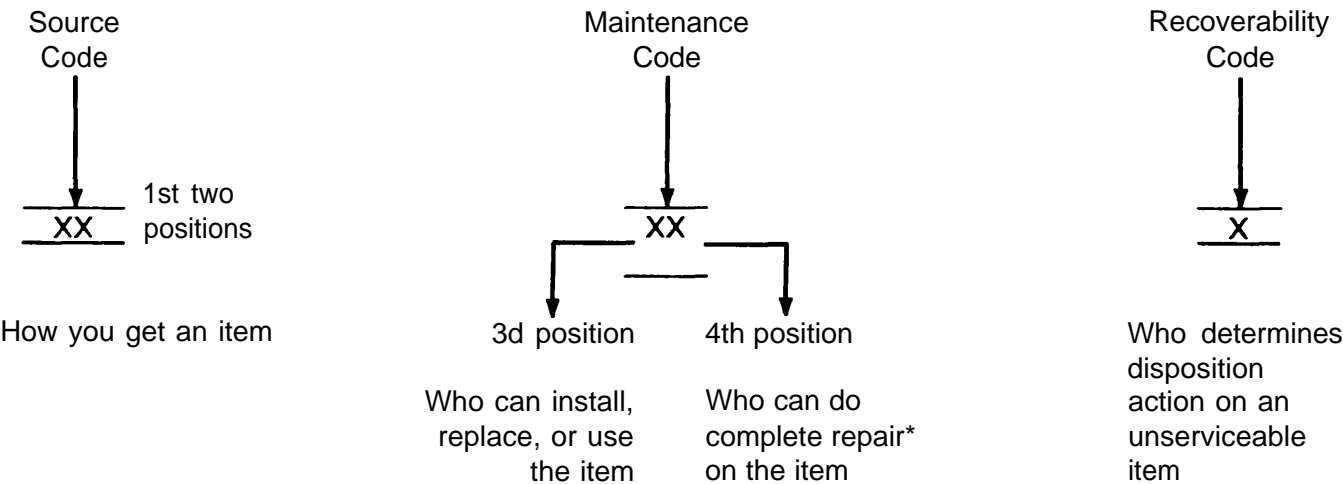 Source
Code
Maintenance
Code
Recoverability
Code
1st two
positions
XX
XX
X
How you get an item
3d position
4th position
Who determines
disposition
action on an
unserviceable
item
Who can install,
replace, or use
the item
Who can do
complete repair*
on the item